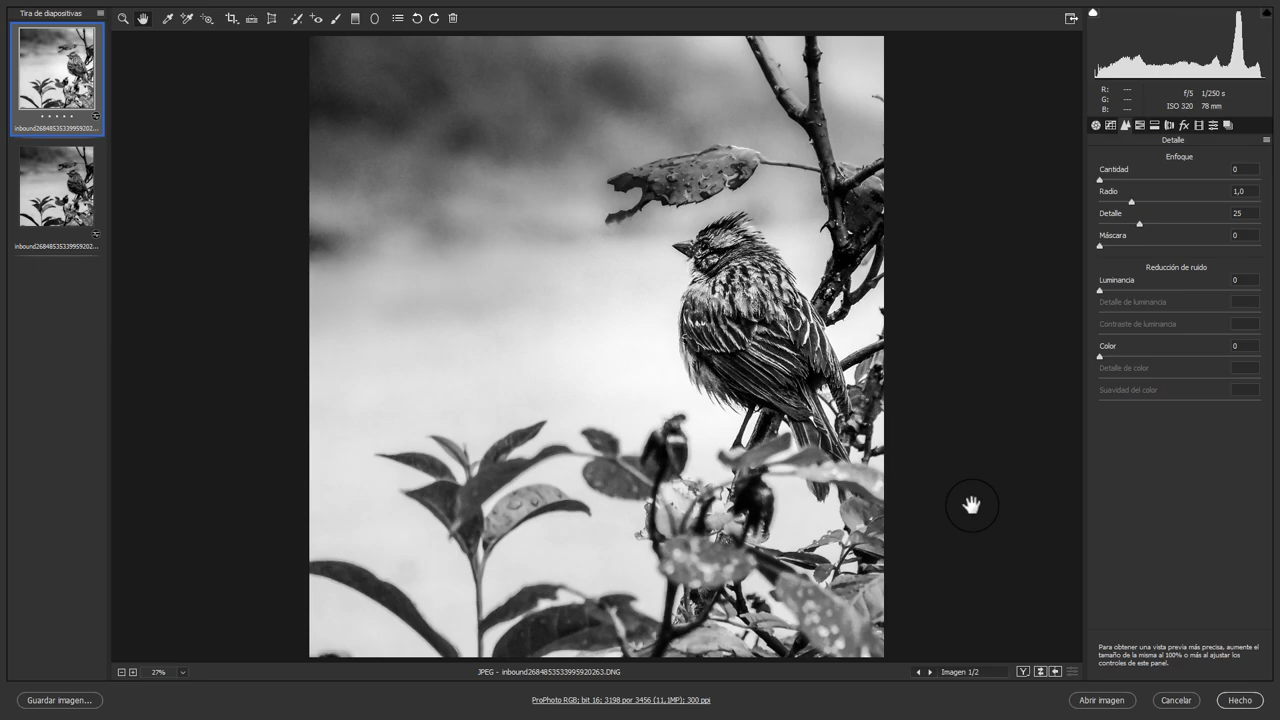 Tira de diapositivas
inbound26848535339959202...
inbound26848535339959202...
R: ---
G: ---
B: ---
f/5 1/250 s
ISO 320 78 mm
Detalle
Enfoque
Cantidad 0
Radio 1,0
Detalle 25
Máscara 0
Reducción de ruido
Luminancia 0
Detalle de luminancia
Contraste de luminancia
Color 0
Detalle de color
Suavidad del color
Para obtener una vista previa más precisa, aumente el
tamaño de la misma al 100% o más al ajustar los
controles de este panel.
27%
JPEG - inbound2684853533995920263.DNG
Imagen 1/2
Y
Guardar imagen...
ProPhoto RGB; bit 16; 3198 por 3456 (11,1MP); 300 ppi
Abrir imagen
Cancelar
Hecho